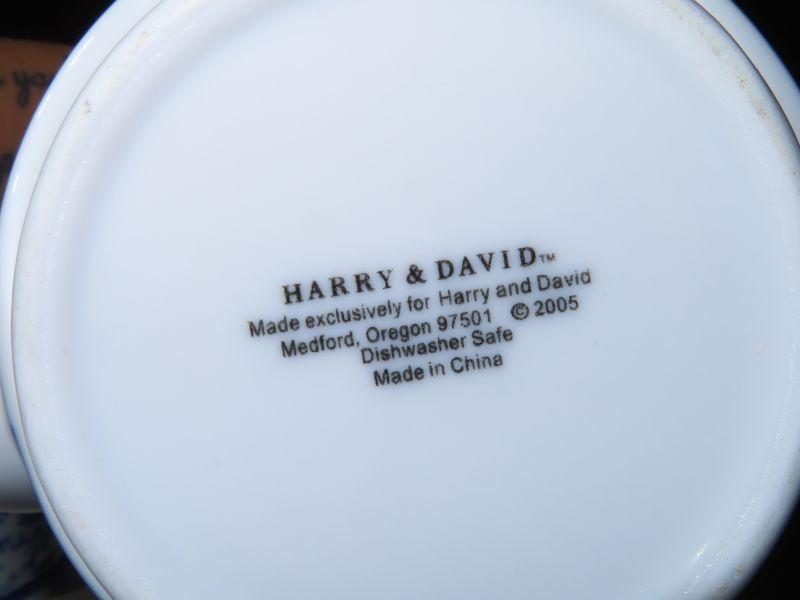 HARRY & DAVID™
Made exclusively for Harry and David
Medford, Oregon 97501 © 2005
Dishwasher Safe
Made in China